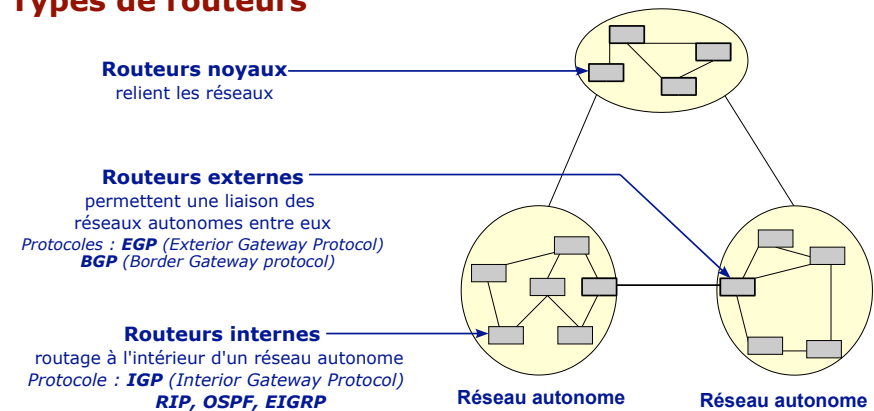 Types de routeurs
Routeurs noyaux
relient les réseaux
Routeurs externes
permettent une liaison des
réseaux autonomes entre eux
Protocoles : EGP (Exterior Gateway Protocol)
BGP (Border Gateway protocol)
Routeurs internes
routage à l'intérieur d'un réseau autonome
Protocole : IGP (Interior Gateway Protocol)
RIP, OSPF, EIGRP
Réseau autonome
Réseau autonome